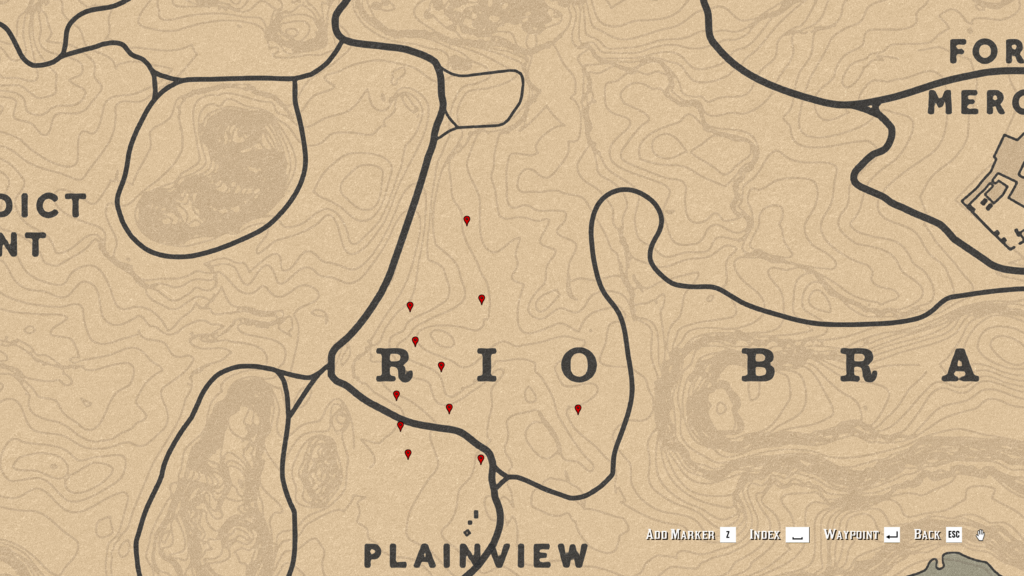 FOR
MERC
DICT
NT
RIO BRA
ADD MARKER Z INDEX WAYPOINT BACK ESC
PLAINVIEW